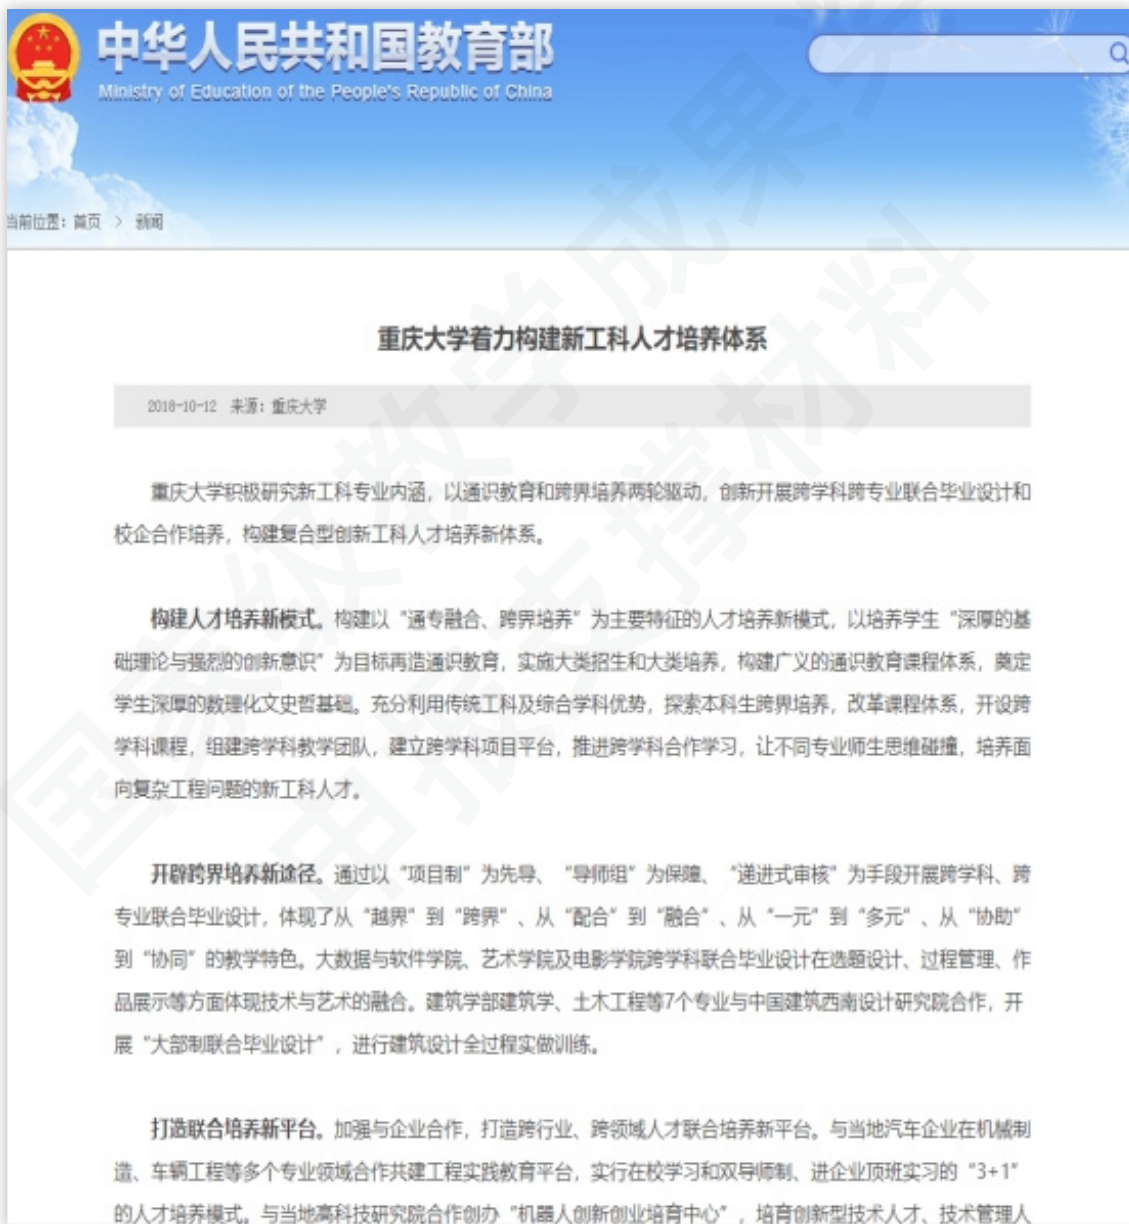 中华人民共和国教育部
Ministry of Education of the People's Republic of China
当前位置：首页 > 新闻
重庆大学着力构建新工科人才培养体系
2018-10-12 来源：重庆大学
重庆大学积极研究新工科专业内涵，以通识教育和跨界培养两轮驱动，创新开展跨学科跨专业联合毕业设计和
校企合作培养，构建复合型创新工科人才培养新体系。
构建人才培养新模式。构建以“通专融合、跨界培养”为主要特征的人才培养新模式，以培养学生“深厚的基
础理论与强烈的创新意识”为目标再造通识教育，实施大类招生和大类培养，构建广义的通识教育课程体系，奠定
学生深厚的数理化文史哲基础。充分利用传统工科及综合学科优势，探索本科生跨界培养，改革课程体系，开设跨
学科课程，组建跨学科教学团队，建立跨学科项目平台，推进跨学科合作学习，让不同专业师生思维碰撞，培养面
向复杂工程问题的新工科人才。
开辟跨界培养新途径。通过以“项目制”为先导、“导师组”为保障、“递进式审核”为手段开展跨学科、跨
专业联合毕业设计，体现了从“越界”到“跨界”、从“配合”到“融合”、从“一元”到“多元”、从“协助”
到“协同”的教学特色。大数据与软件学院、艺术学院及电影学院跨学科联合毕业设计在选题设计、过程管理、作
品展示等方面体现技术与艺术的融合。建筑学部建筑学、土木工程等7个专业与中国建筑西南设计研究院合作，开
展“大部制联合毕业设计”，进行建筑设计全过程实做训练。
打造联合培养新平台。加强与企业合作，打造跨行业、跨领域人才联合培养新平台。与当地汽车企业在机械制
造、车辆工程等多个专业领域合作共建工程实践教育平台，实行在校学习和双导师制、进企业顶班实习的“3+1”
的人才培养模式。与当地高科技研究院合作创办“机器人创新创业培育中心”，培育创新型技术人才、技术管理人
国家级教学成果奖
申报支撑材料